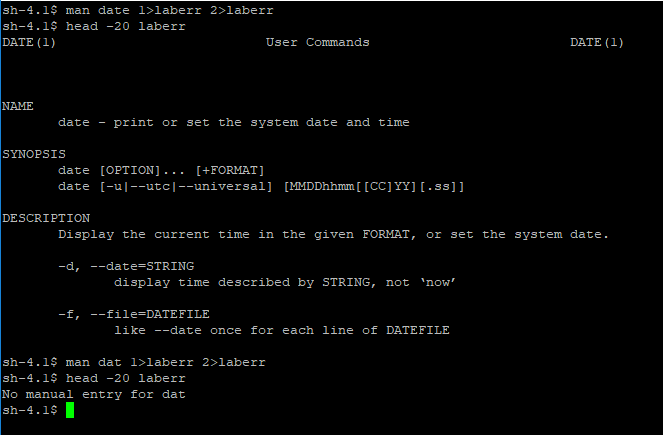 sh-4.1$ man date 1>laberr 2>laberr
sh-4.1$ head -20 laberr
DATE(1)                          User Commands                         DATE(1)
NAME
       date - print or set the system date and time
SYNOPSIS
       date [OPTION]... [+FORMAT]
       date [-u|--utc|--universal] [MMDDhhmm[[CC]YY][.ss]]
DESCRIPTION
       Display the current time in the given FORMAT, or set the system date.
       -d, --date=STRING
              display time described by STRING, not ‘now’
       -f, --file=DATEFILE
              like --date once for each line of DATEFILE
sh-4.1$ man dat 1>laberr 2>laberr
sh-4.1$ head -20 laberr
No manual entry for dat
sh-4.1$